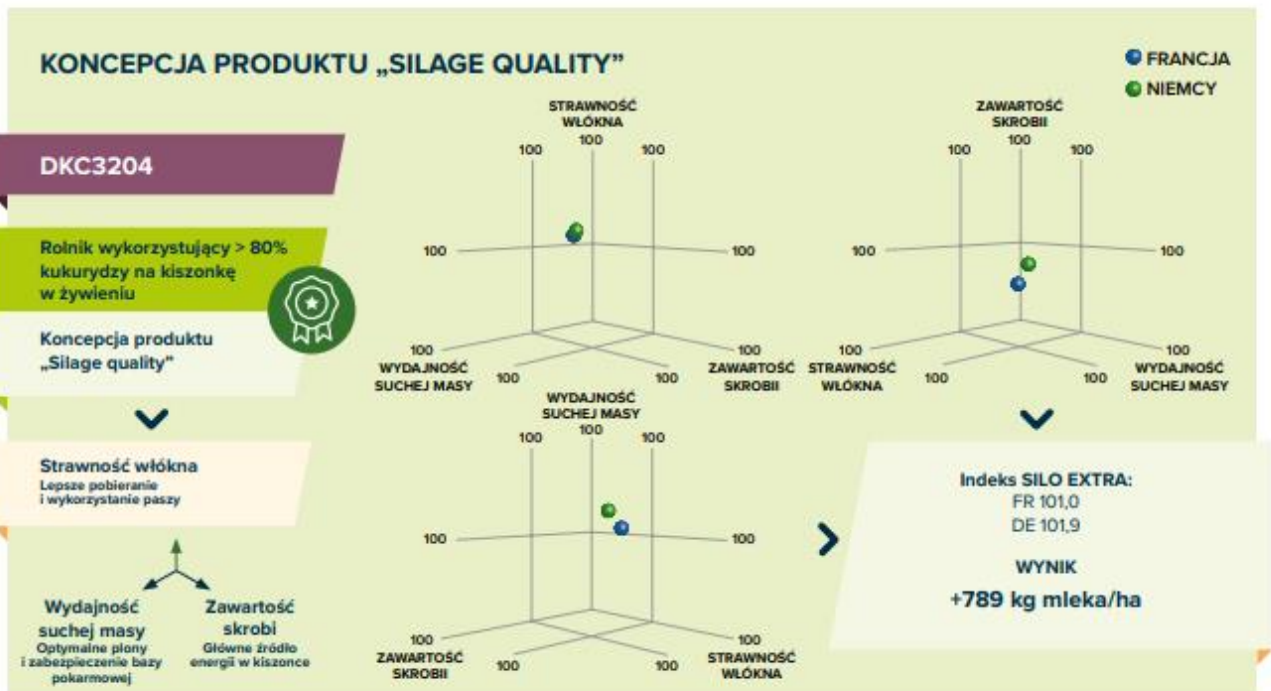 KONCEPCJA PRODUKTU „SILAGE QUALITY”
FRANCJA
NIEMCY
DKC3204
Rolnik wykorzystujący > 80%
kukurydzy na kiszonkę
w żywieniu
Koncepcja produktu
„Silage quality”
Strawność włókna
Lepsze pobieranie
i wykorzystanie paszy
Wydajność
suchej masy
Optymalne plony
i zabezpieczenie bazy
pokarmowej
Zawartość
skrobi
Główne źródło
energii w kiszonce
STRAWNOŚĆ
WŁÓKNA
100
100
100
100
100
100
100
WYDAJNOŚĆ
SUCHEJ MASY
100
100
ZAWARTOŚĆ
SKROBII
ZAWARTOŚĆ
SKROBII
100
100
100
100
100
100
100
STRAWNOŚĆ
WŁÓKNA
100
100
WYDAJNOŚĆ
SUCHEJ MASY
WYDAJNOŚĆ
SUCHEJ MASY
100
100
100
100
100
100
100
ZAWARTOŚĆ
SKROBII
100
100
STRAWNOŚĆ
WŁÓKNA
Indeks SILO EXTRA:
FR 101,0
DE 101,9
WYNIK
+789 kg mleka/ha